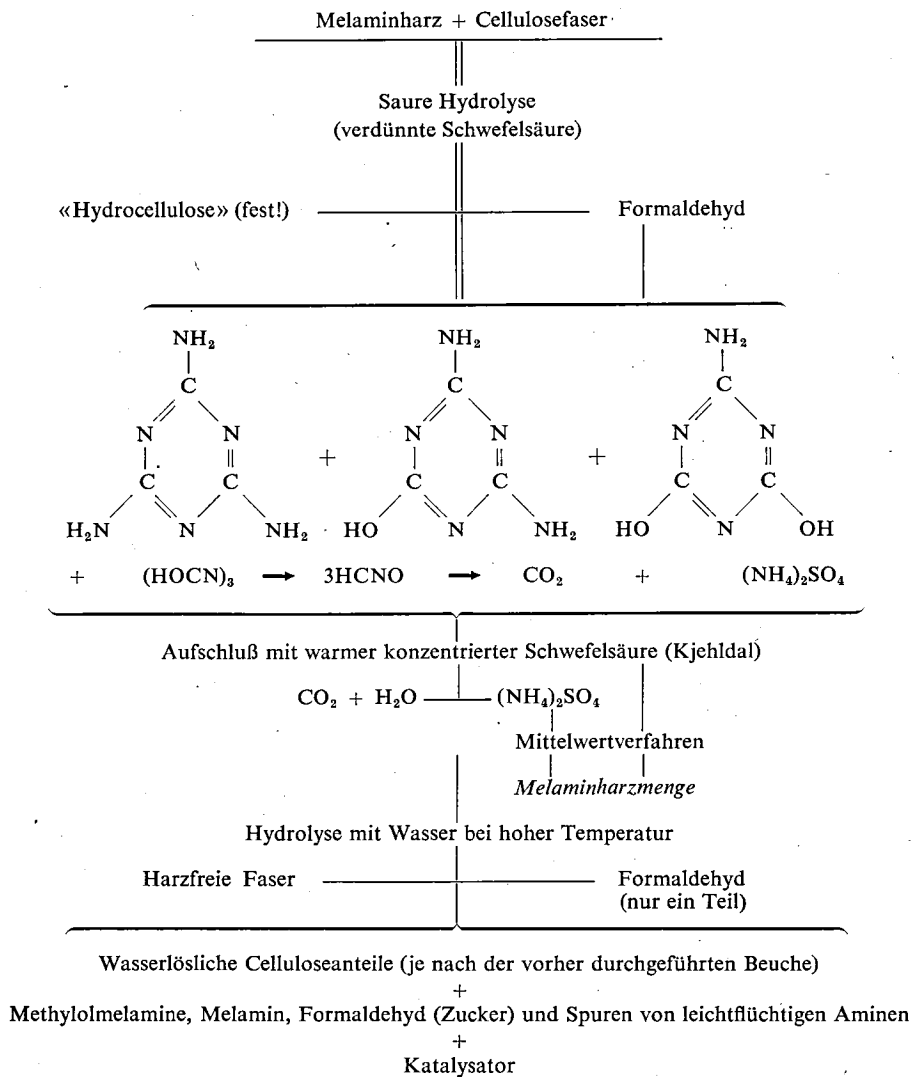 Melaminharz + Cellulosefaser
Saure Hydrolyse
(verdünnte Schwefelsäure)
«Hydrocellulose» (fest!) Formaldehyd
NH₂ NH₂ NH₂
C C C
N N + N N + N N
C C C C C C
H₂N N NH₂ HO N NH₂ HO N OH
+ (HOCN)₃ → 3HCNO → CO₂ + (NH₄)₂SO₄
Aufschluß mit warmer konzentrierter Schwefelsäure (Kjehldal)
CO₂ + H₂O (NH₄)₂SO₄
Mittelwertverfahren
Melaminharzmenge
Hydrolyse mit Wasser bei hoher Temperatur
Harzfreie Faser Formaldehyd
(nur ein Teil)
Wasserlösliche Celluloseanteile (je nach der vorher durchgeführten Beuche)
+
Methylolmelamine, Melamin, Formaldehyd (Zucker) und Spuren von leichtflüchtigen Aminen
+
Katalysator